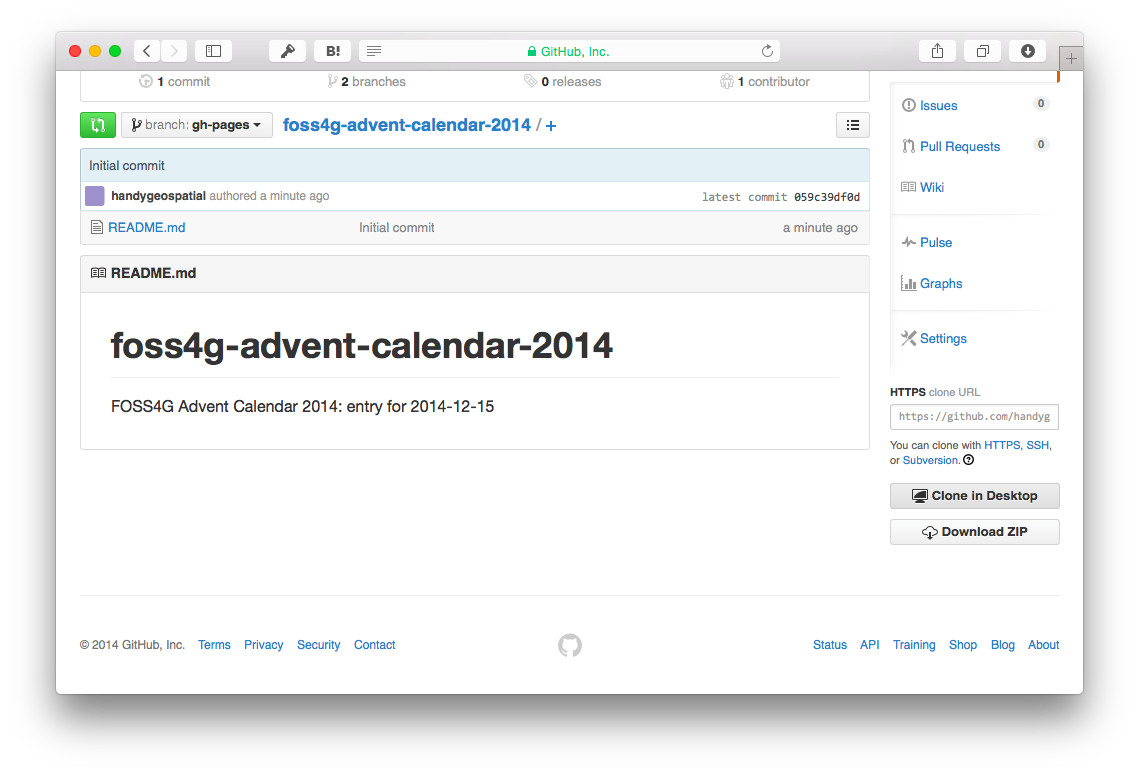 B!
GitHub, Inc.
1 commit
2 branches
0 releases
1 contributor
branch: gh-pages
foss4g-advent-calendar-2014 / +
Initial commit
handygeospatial authored a minute ago
latest commit 059c39df0d
README.md
Initial commit
a minute ago
README.md
foss4g-advent-calendar-2014
FOSS4G Advent Calendar 2014: entry for 2014-12-15
Issues 0
Pull Requests 0
Wiki
Pulse
Graphs
Settings
HTTPS clone URL
https://github.com/handyg
You can clone with HTTPS, SSH,
or Subversion.
Clone in Desktop
Download ZIP
© 2014 GitHub, Inc. Terms Privacy Security Contact
Status API Training Shop Blog About